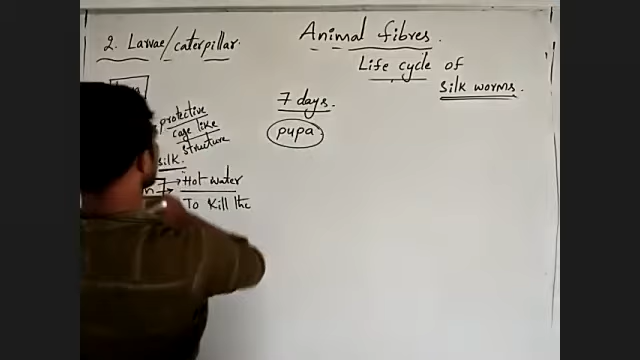 Animal fibres.
Life cycle of
silk worms.
2. Larvae/caterpillar.
protective
case like
structure
silk.
Hot water
To Kill the
7 days.
pupa.